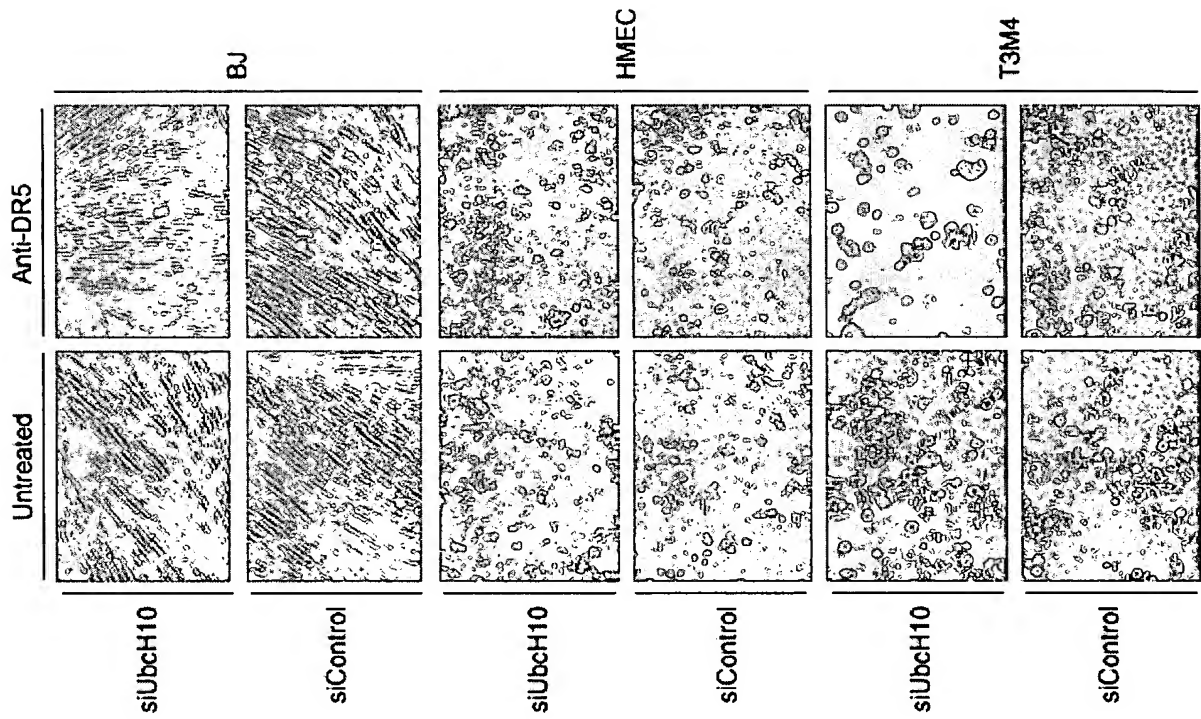 Untreated
Anti-DR5
siUbcH10
siControl
BJ
siUbcH10
siControl
HMEC
siUbcH10
siControl
T3M4